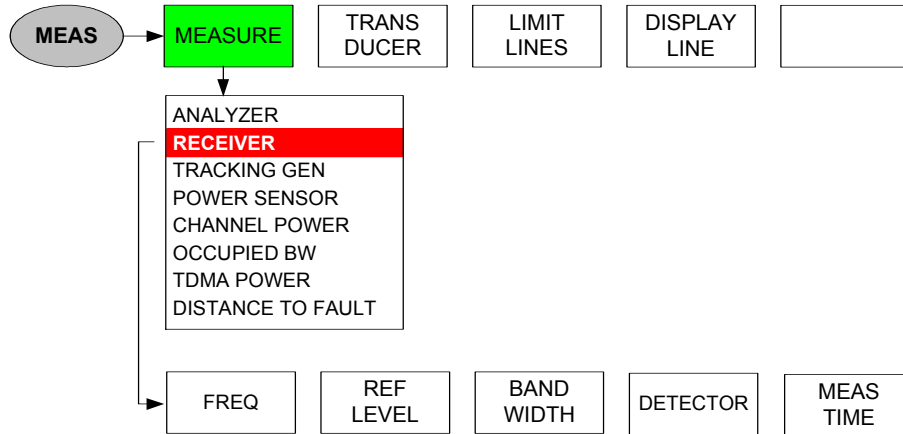 MEAS
MEASURE
TRANS
DUCER
LIMIT
LINES
DISPLAY
LINE
ANALYZER
RECEIVER
TRACKING GEN
POWER SENSOR
CHANNEL POWER
OCCUPIED BW
TDMA POWER
DISTANCE TO FAULT
FREQ
REF
LEVEL
BAND
WIDTH
DETECTOR
MEAS
TIME